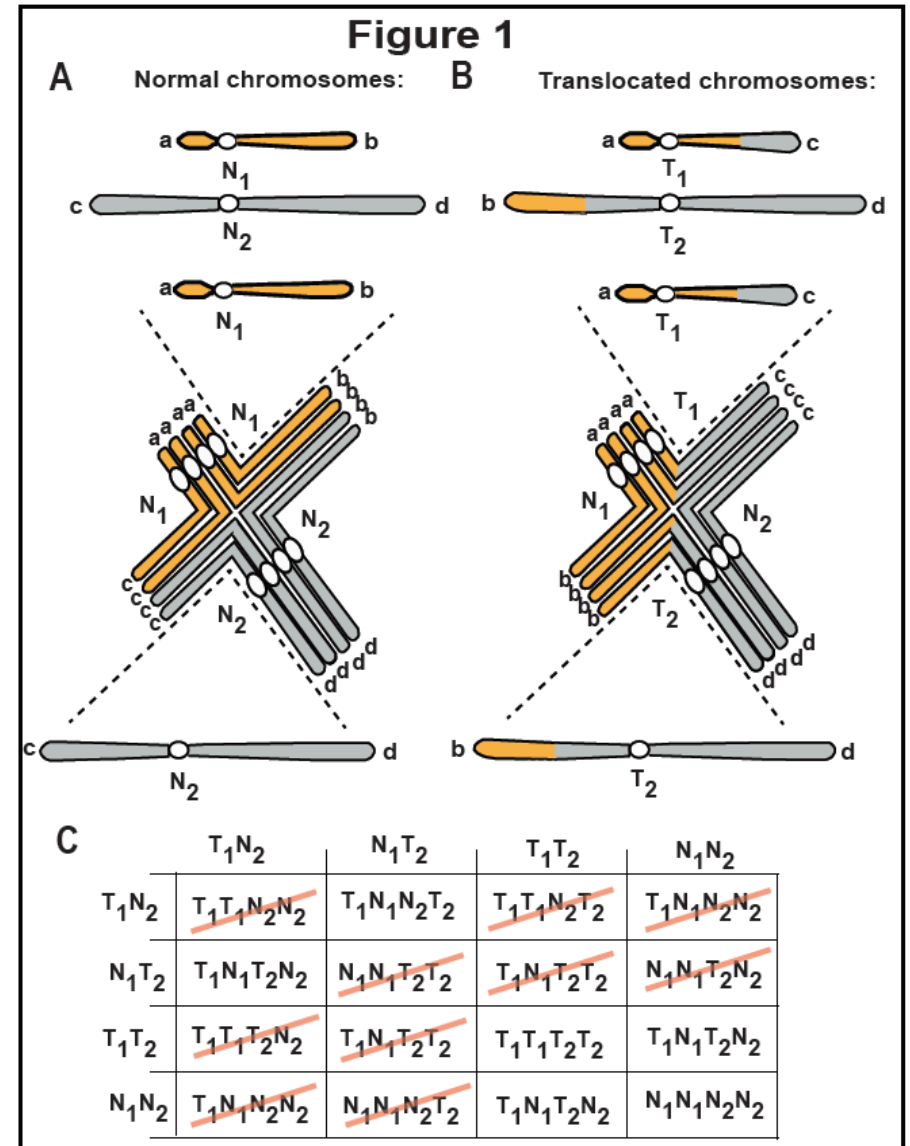 Figure 1
A Normal chromosomes: B Translocated chromosomes:
a b a c
N1 T1
c d b d
N2 T2
a b a c
N1 T1
a a a a N1 b b b b a a a a T1 c c c c
N1 N2 N1 N2
c c c c N2 d d d d b b b b T2 d d d d
c d b d
N2 T2
C T1N2 N1T2 T1T2 N1N2
T1N2 T1T1N2N2 T1N1N2T2 T1T1N2T2 T1N1N2N2
N1T2 T1N1T2N2 N1N1T2T2 T1N1T2T2 N1N1T2N2
T1T2 T1T1T2N2 T1N1T2T2 T1T1T2T2 T1N1T2N2
N1N2 T1N1N2N2 N1N1N2T2 T1N1T2N2 N1N1N2N2